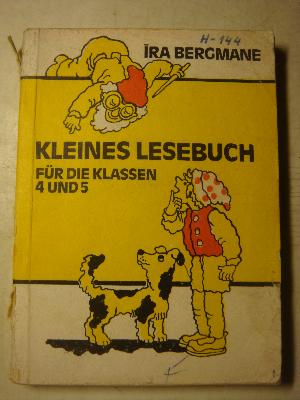 H-144
ĪRA BERGMANE
KLEINES LESEBUCH
FÜR DIE KLASSEN
4 UND 5